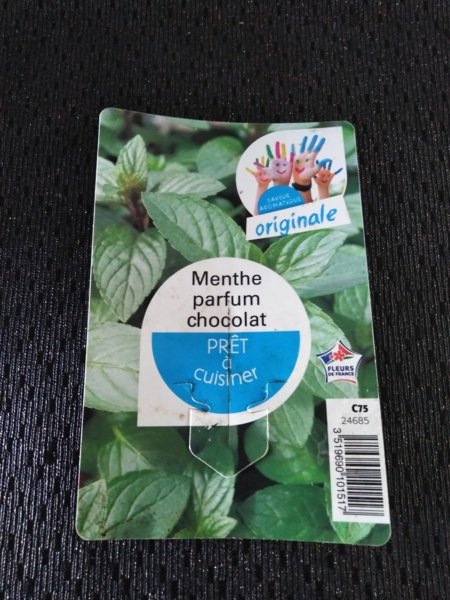 SAVEUR
AROMATIQUE
originale
Menthe
parfum
chocolat
PRÊT
à
cuisiner
FLEURS
DE FRANCE
C75
24685
3519690101517